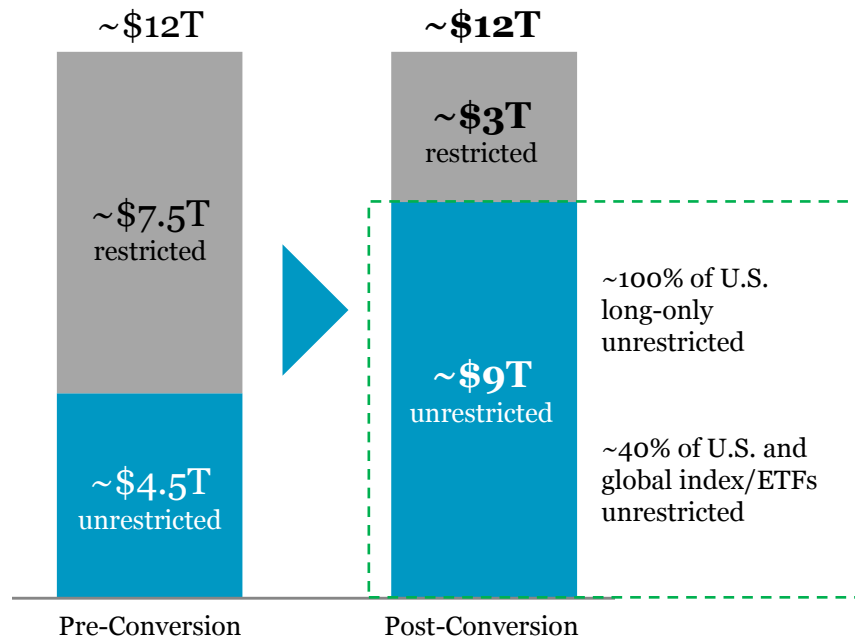 ~$12T
~$7.5T
restricted
~$4.5T
unrestricted
Pre-Conversion
~$12T
~$3T
restricted
~$9T
unrestricted
Post-Conversion
~100% of U.S.
long-only
unrestricted
~40% of U.S. and
global index/ETFs
unrestricted